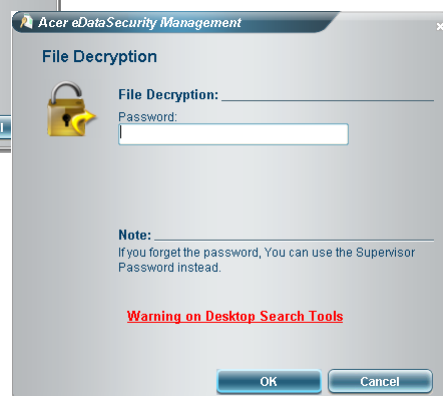 Acer eDataSecurity Management
x
File Decryption
File Decryption:
Password:
Note:
If you forget the password, You can use the Supervisor
Password instead.
Warning on Desktop Search Tools
OK
Cancel